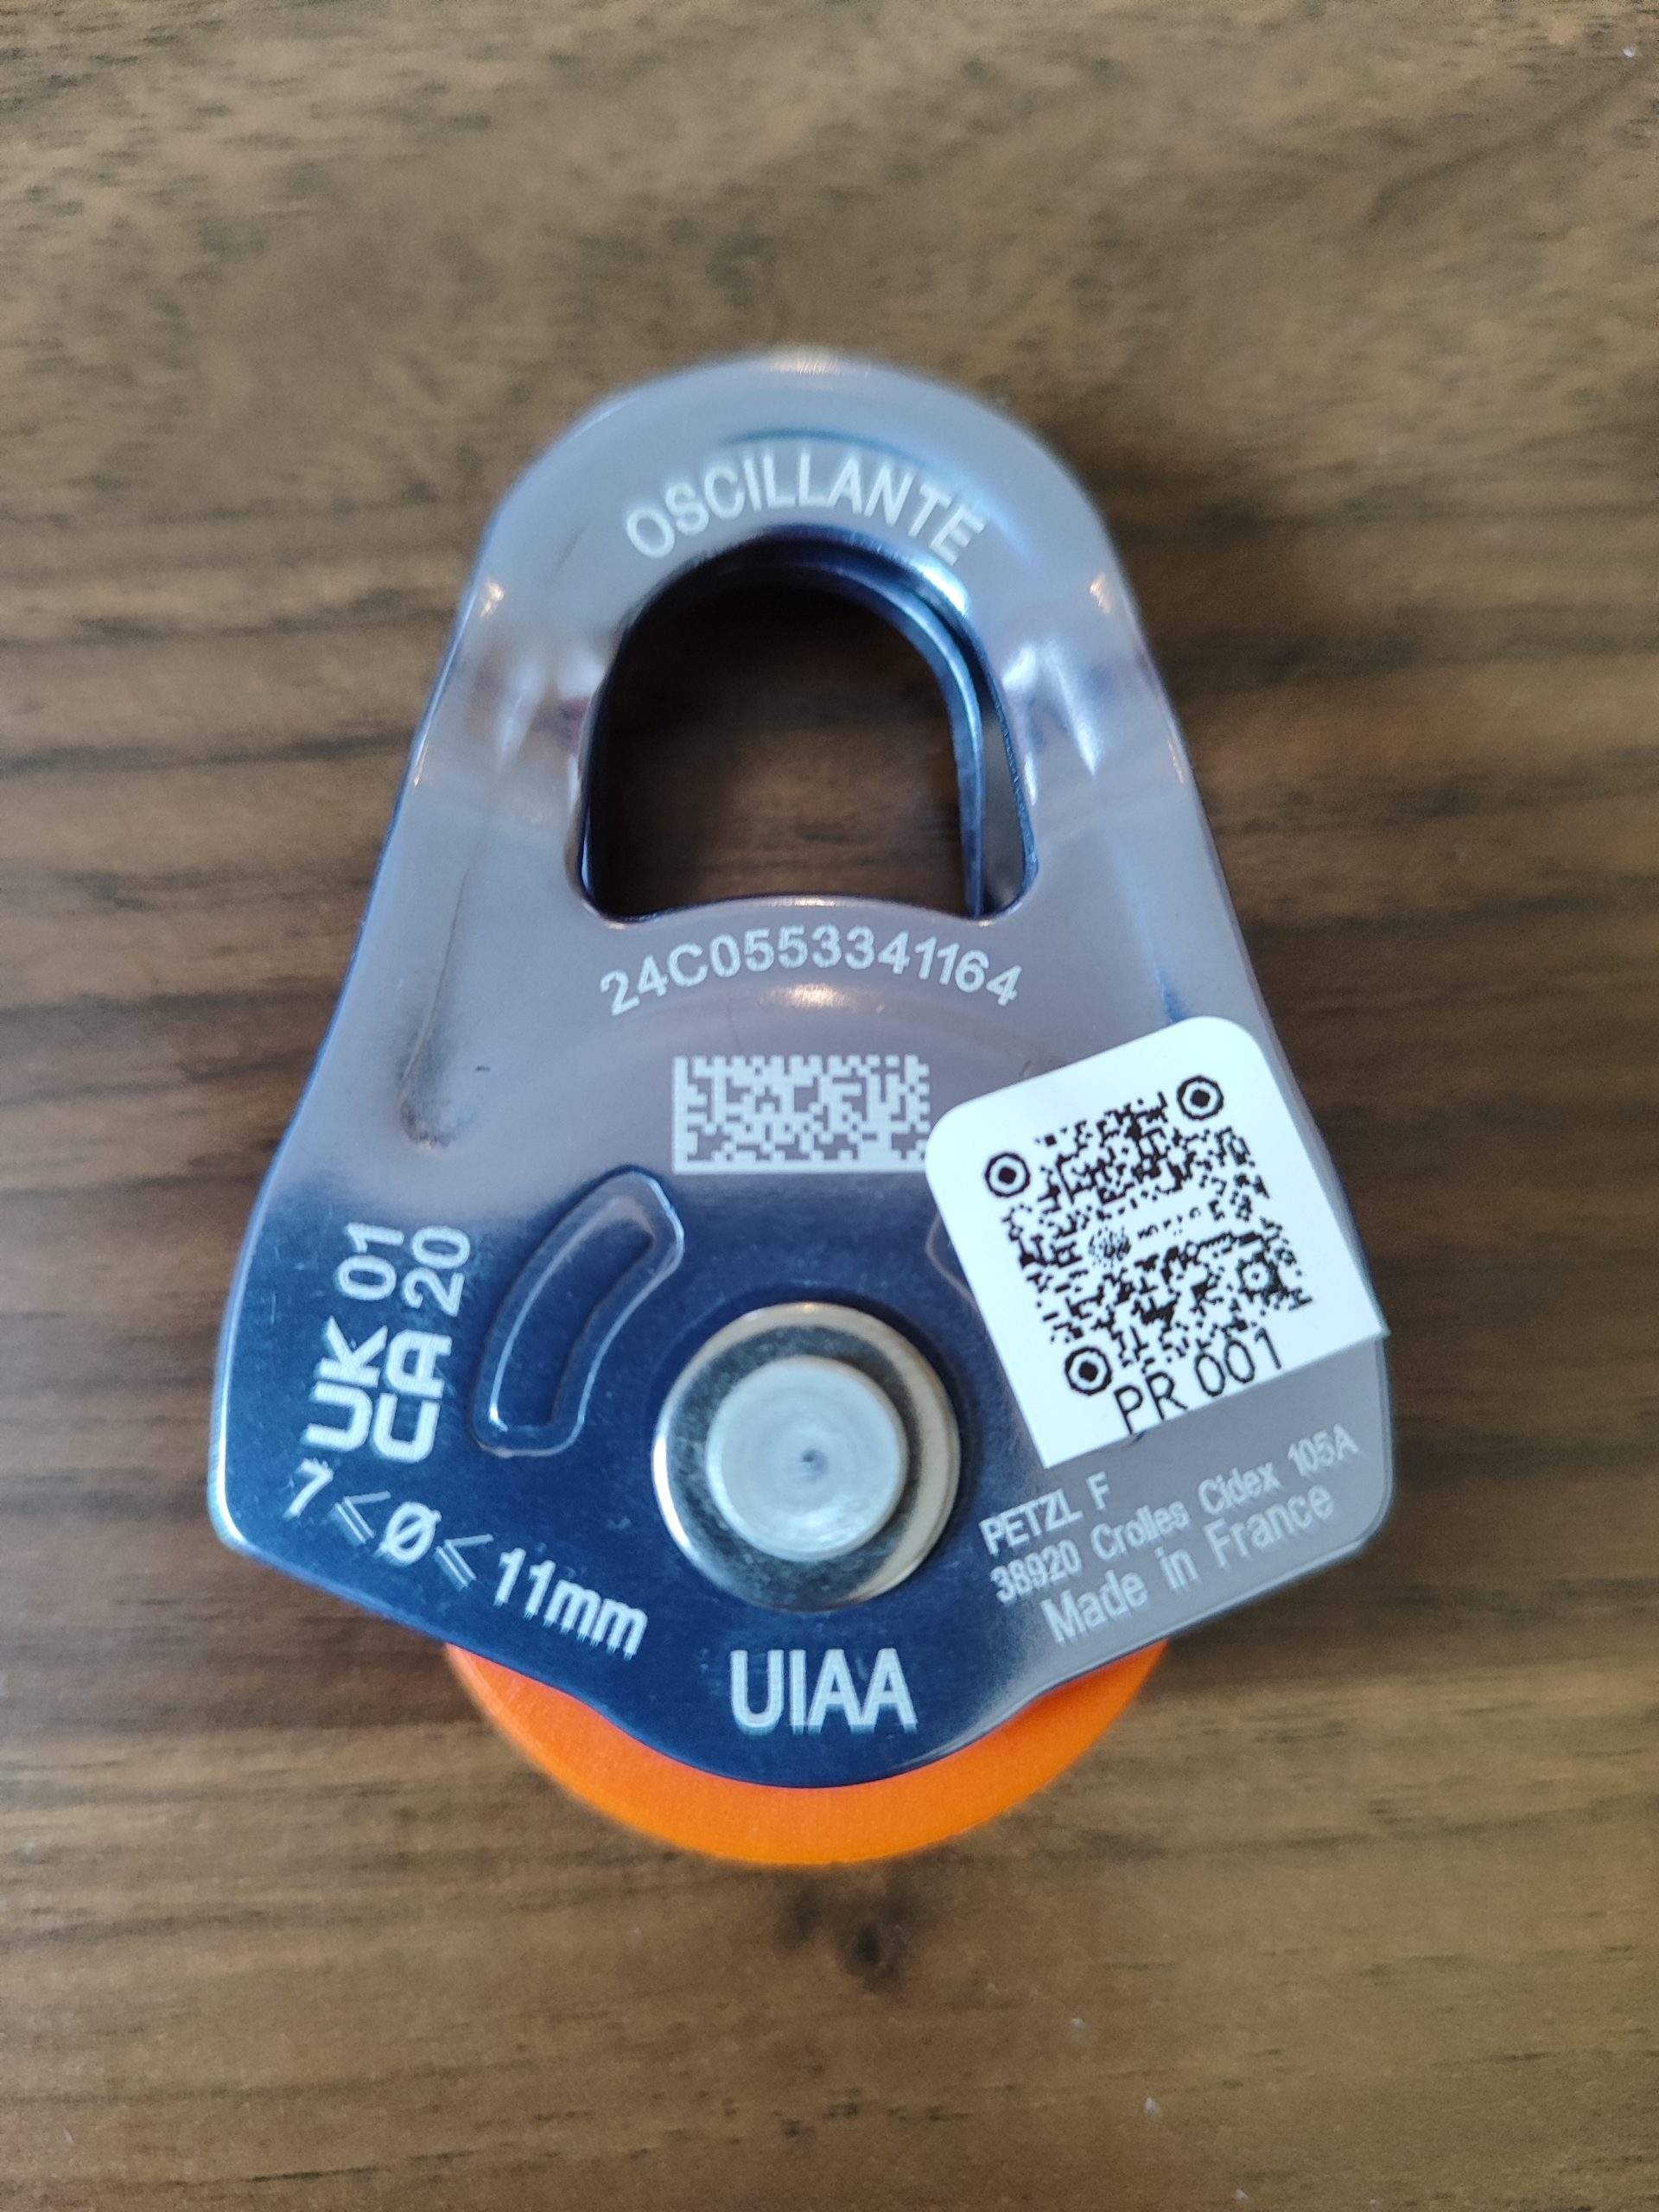 OSCILLANTE
24C0553341164
PR 001
UK 01
CA 20
7 ≤ Ø ≤ 11mm
UIAA
PETZL F
38920 Crolles Cidex 105A
Made in France